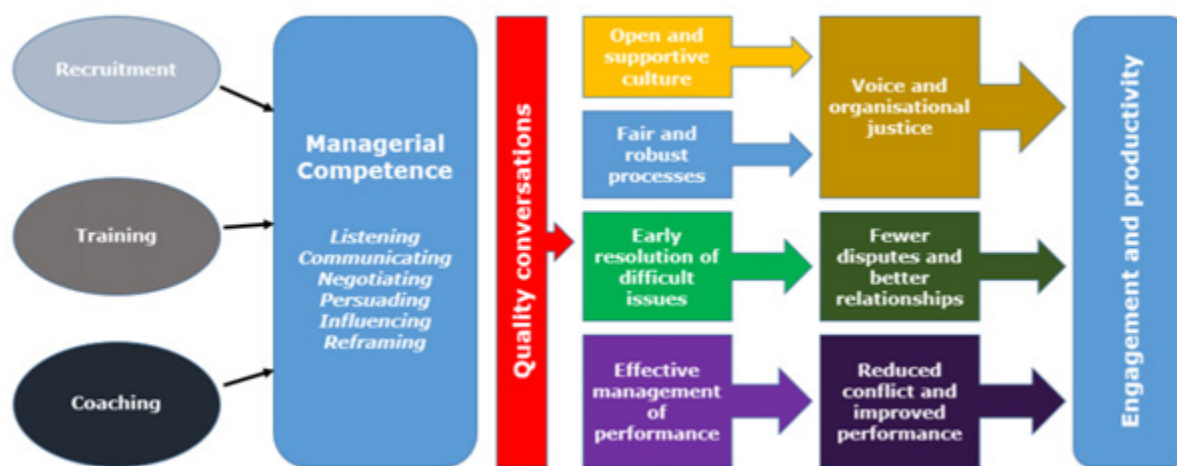 Recruitment
Training
Coaching
Managerial
Competence
Listening
Communicating
Negotiating
Persuading
Influencing
Reframing
Quality conversations
Open and
supportive
culture
Fair and
robust
processes
Early
resolution of
difficult
issues
Effective
management
of
performance
Voice and
organisational
justice
Fewer
disputes and
better
relationships
Reduced
conflict and
improved
performance
Engagement and productivity